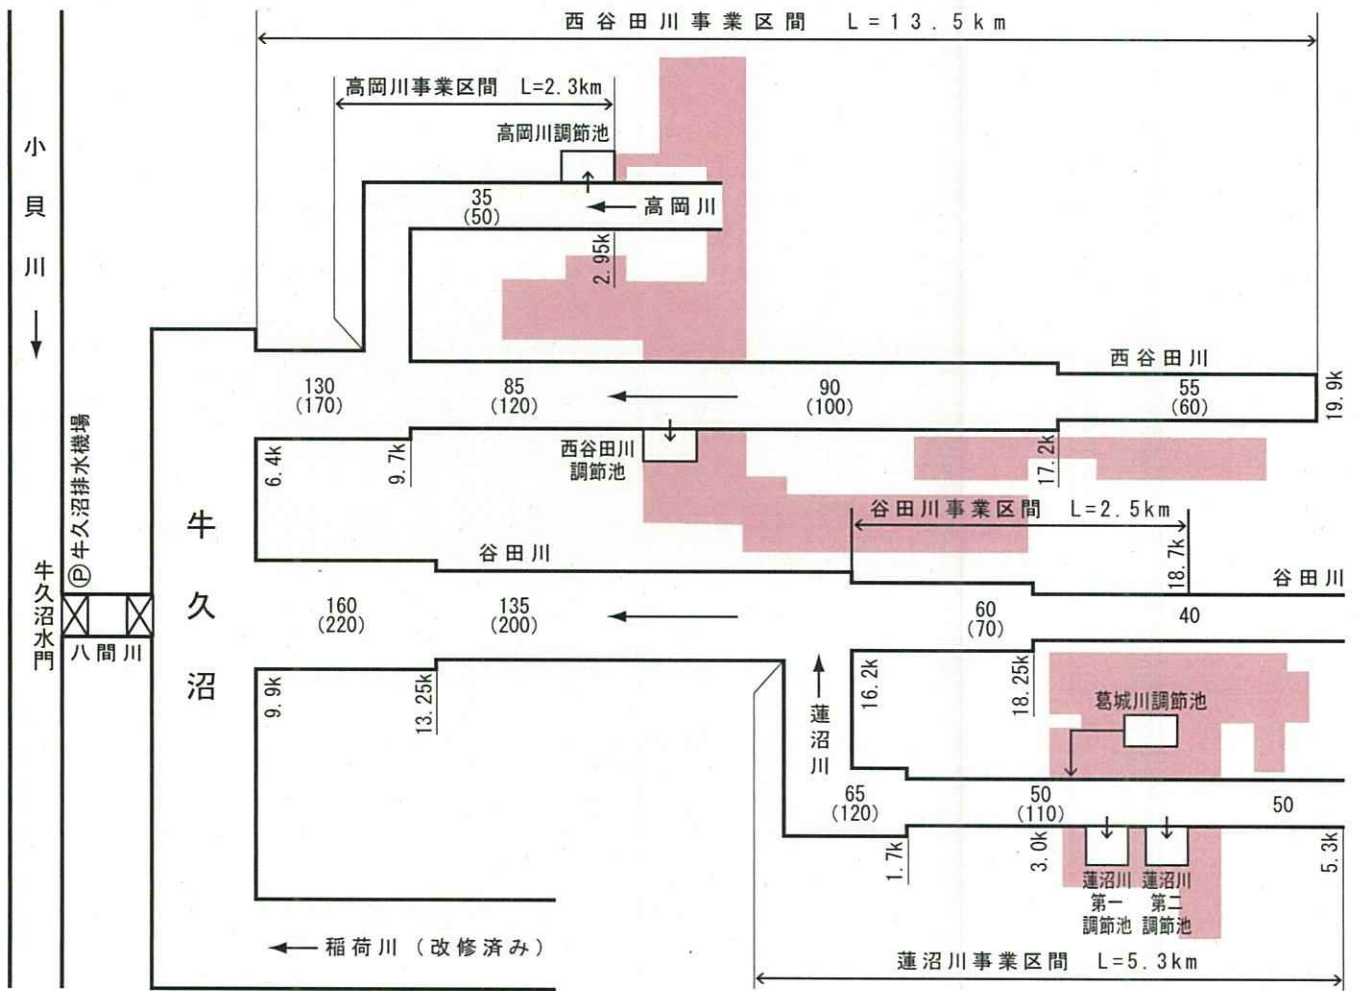 西谷田川事業区間 L=13.5km
高岡川事業区間 L=2.3km
高岡川調節池
小貝川
35
(50)
高岡川
2.95k
西谷田川
130
(170)
85
(120)
90
(100)
55
(60)
19.9k
6.4k
9.7k
西谷田川
調節池
17.2k
Ⓟ牛久沼排水機場
牛久沼
谷田川事業区間 L=2.5km
18.7k
谷田川
谷田川
牛久沼水門
八間川
160
(220)
135
(200)
60
(70)
40
9.9k
13.25k
蓮沼川
16.2k
18.25k
葛城川調節池
65
(120)
50
(110)
50
1.7k
3.0k
5.3k
蓮沼川
第一
調節池
蓮沼川
第二
調節池
稲荷川(改修済み)
蓮沼川事業区間 L=5.3km